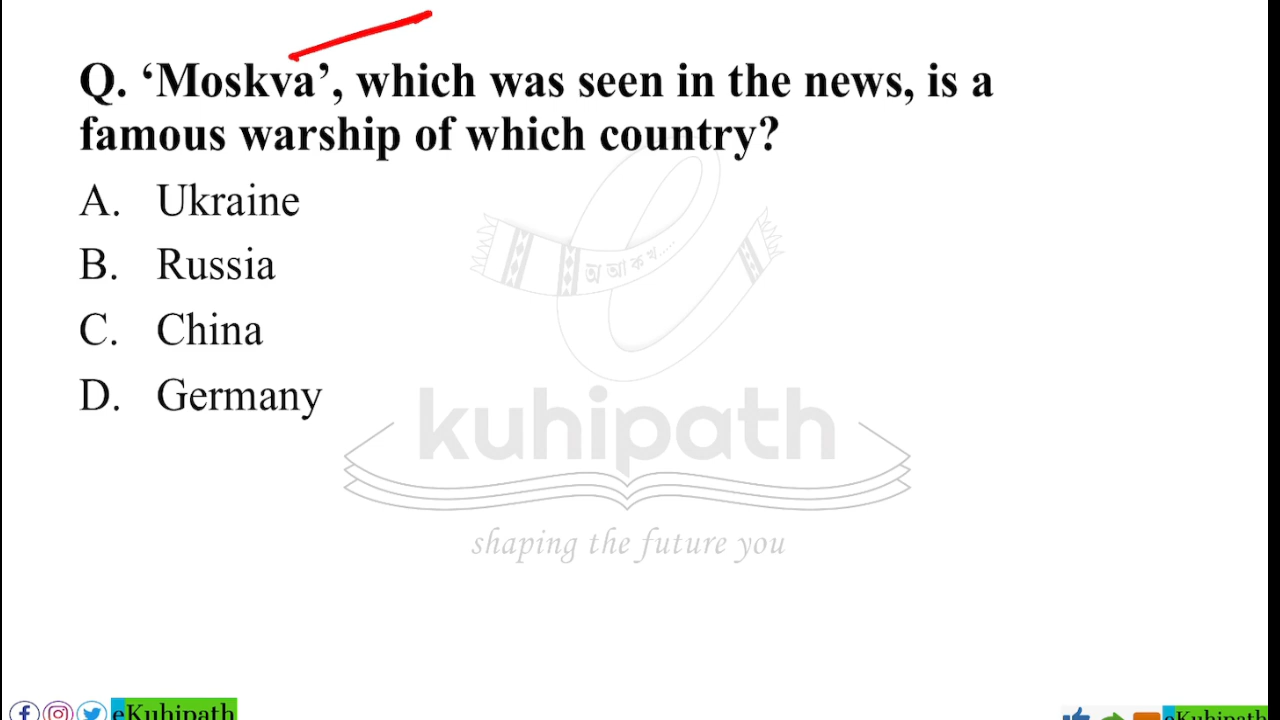 Q. ‘Moskva’, which was seen in the news, is a
famous warship of which country?
A. Ukraine
B. Russia
C. China
D. Germany
অ আ ক খ.....
kuhipath
shaping the future you
eKuhipath
eKuhipath